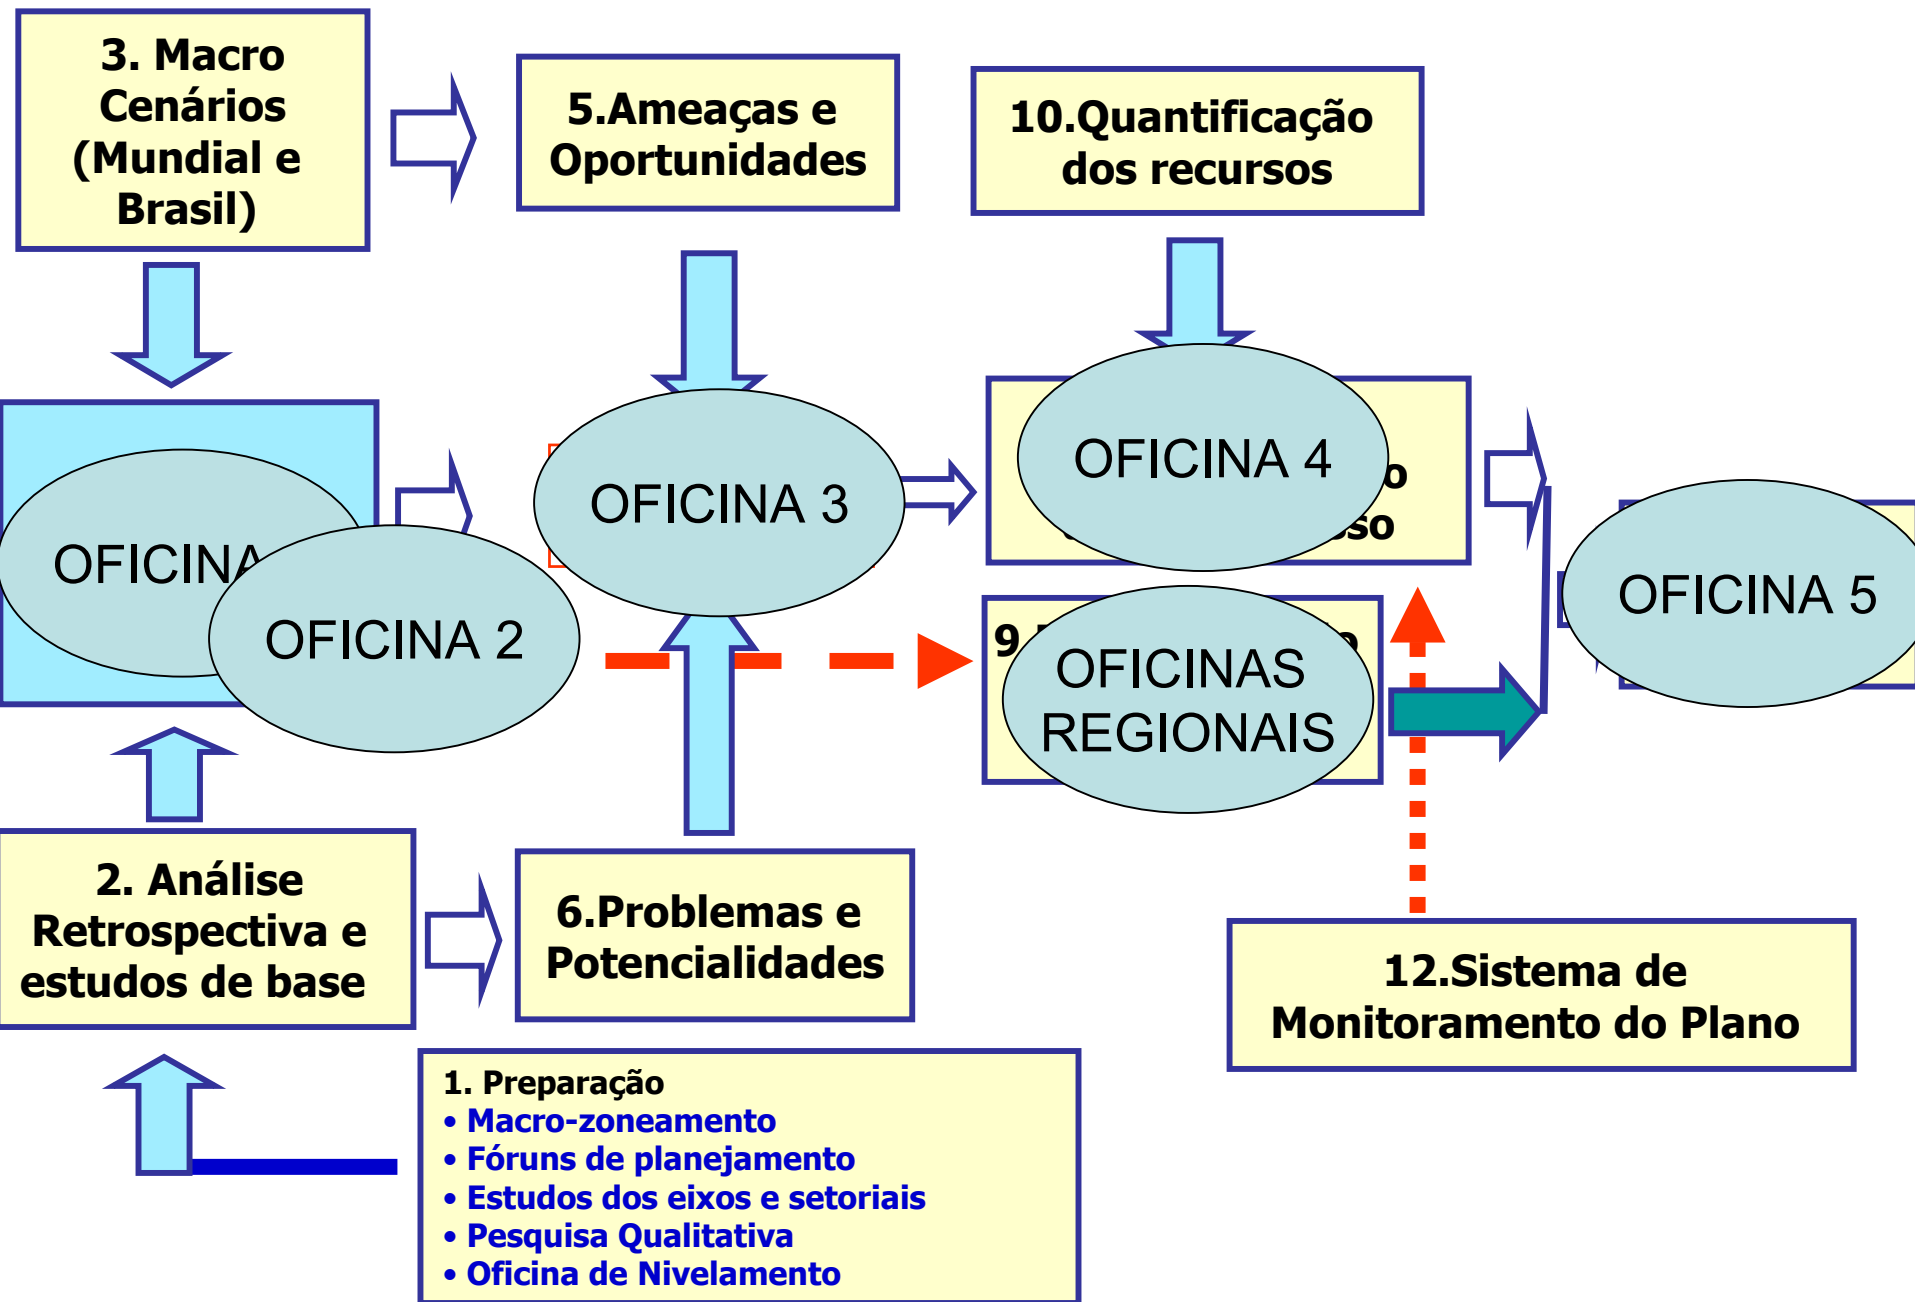 3. Macro
Cenários
(Mundial e
Brasil)
5.Ameaças e
Oportunidades
10.Quantificação
dos recursos
OFICINA
OFICINA 2
OFICINA 3
OFICINA 4
OFICINAS
REGIONAIS
OFICINA 5
9
2. Análise
Retrospectiva e
estudos de base
6.Problemas e
Potencialidades
12.Sistema de
Monitoramento do Plano
1. Preparação
• Macro-zoneamento
• Fóruns de planejamento
• Estudos dos eixos e setoriais
• Pesquisa Qualitativa
• Oficina de Nivelamento